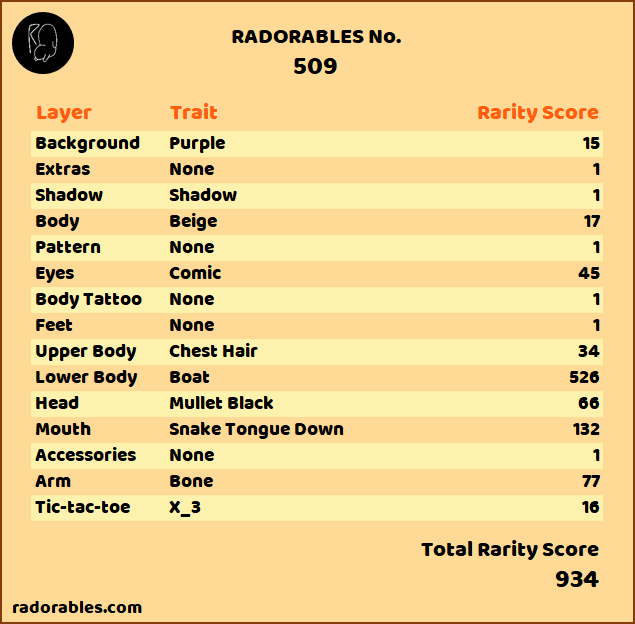 RADORABLES No.
509
Layer Trait Rarity Score
Background Purple 15
Extras None 1
Shadow Shadow 1
Body Beige 17
Pattern None 1
Eyes Comic 45
Body Tattoo None 1
Feet None 1
Upper Body Chest Hair 34
Lower Body Boat 526
Head Mullet Black 66
Mouth Snake Tongue Down 132
Accessories None 1
Arm Bone 77
Tic-tac-toe X_3 16
Total Rarity Score
934
radorables.com